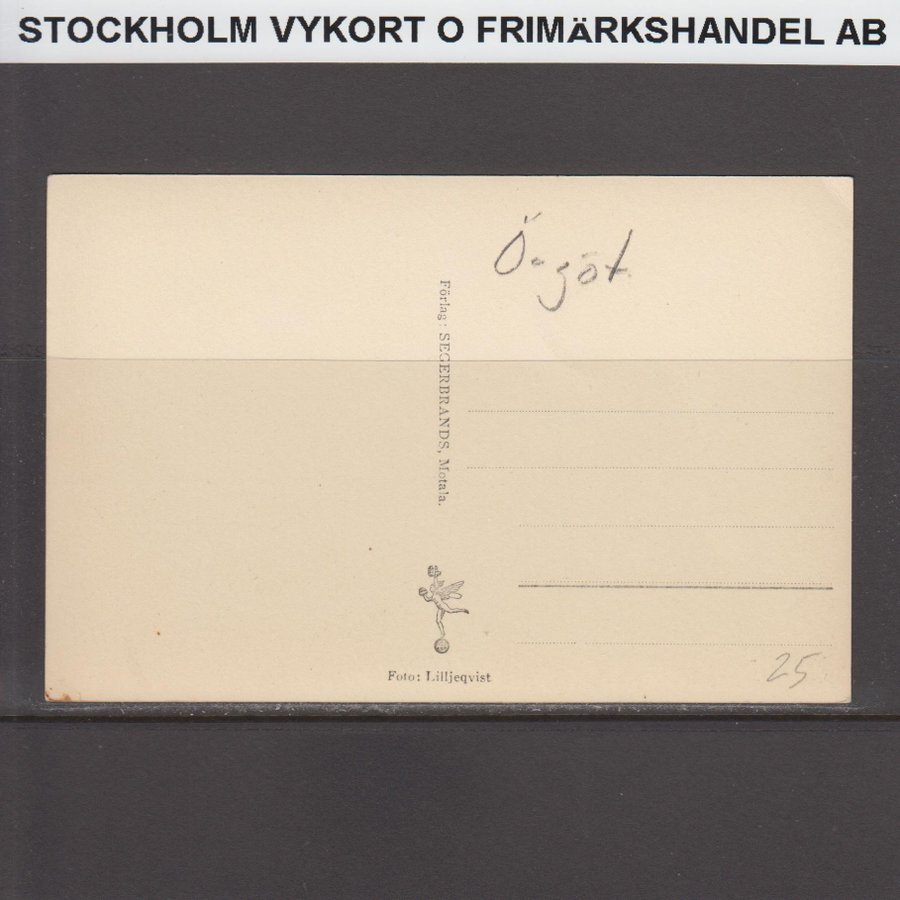 STOCKHOLM VYKORT O FRIMÄRKSHANDEL AB
Ö-göt
Förlag: SEGERBRANDS, Motala.
Foto: Lilljeqvist
25